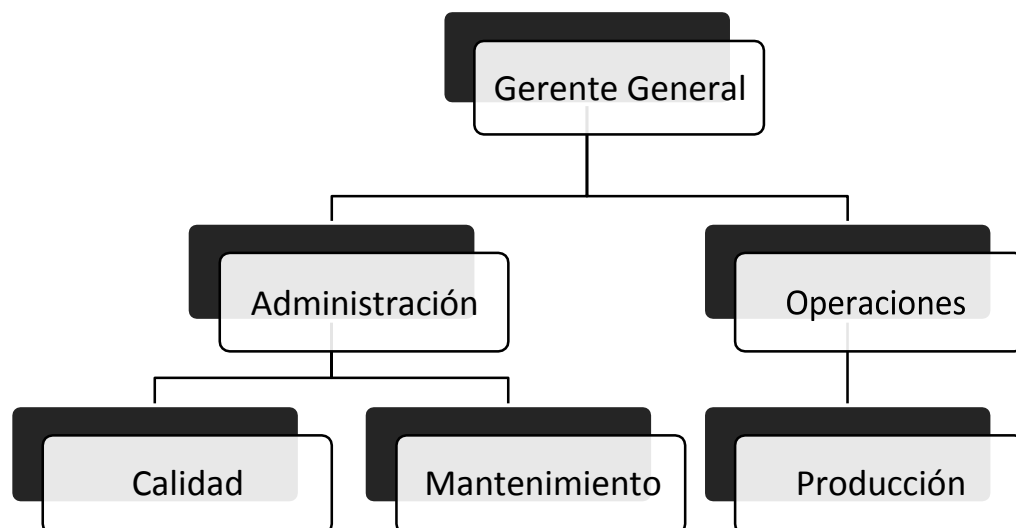 Gerente General
Administración
Operaciones
Calidad
Mantenimiento
Producción